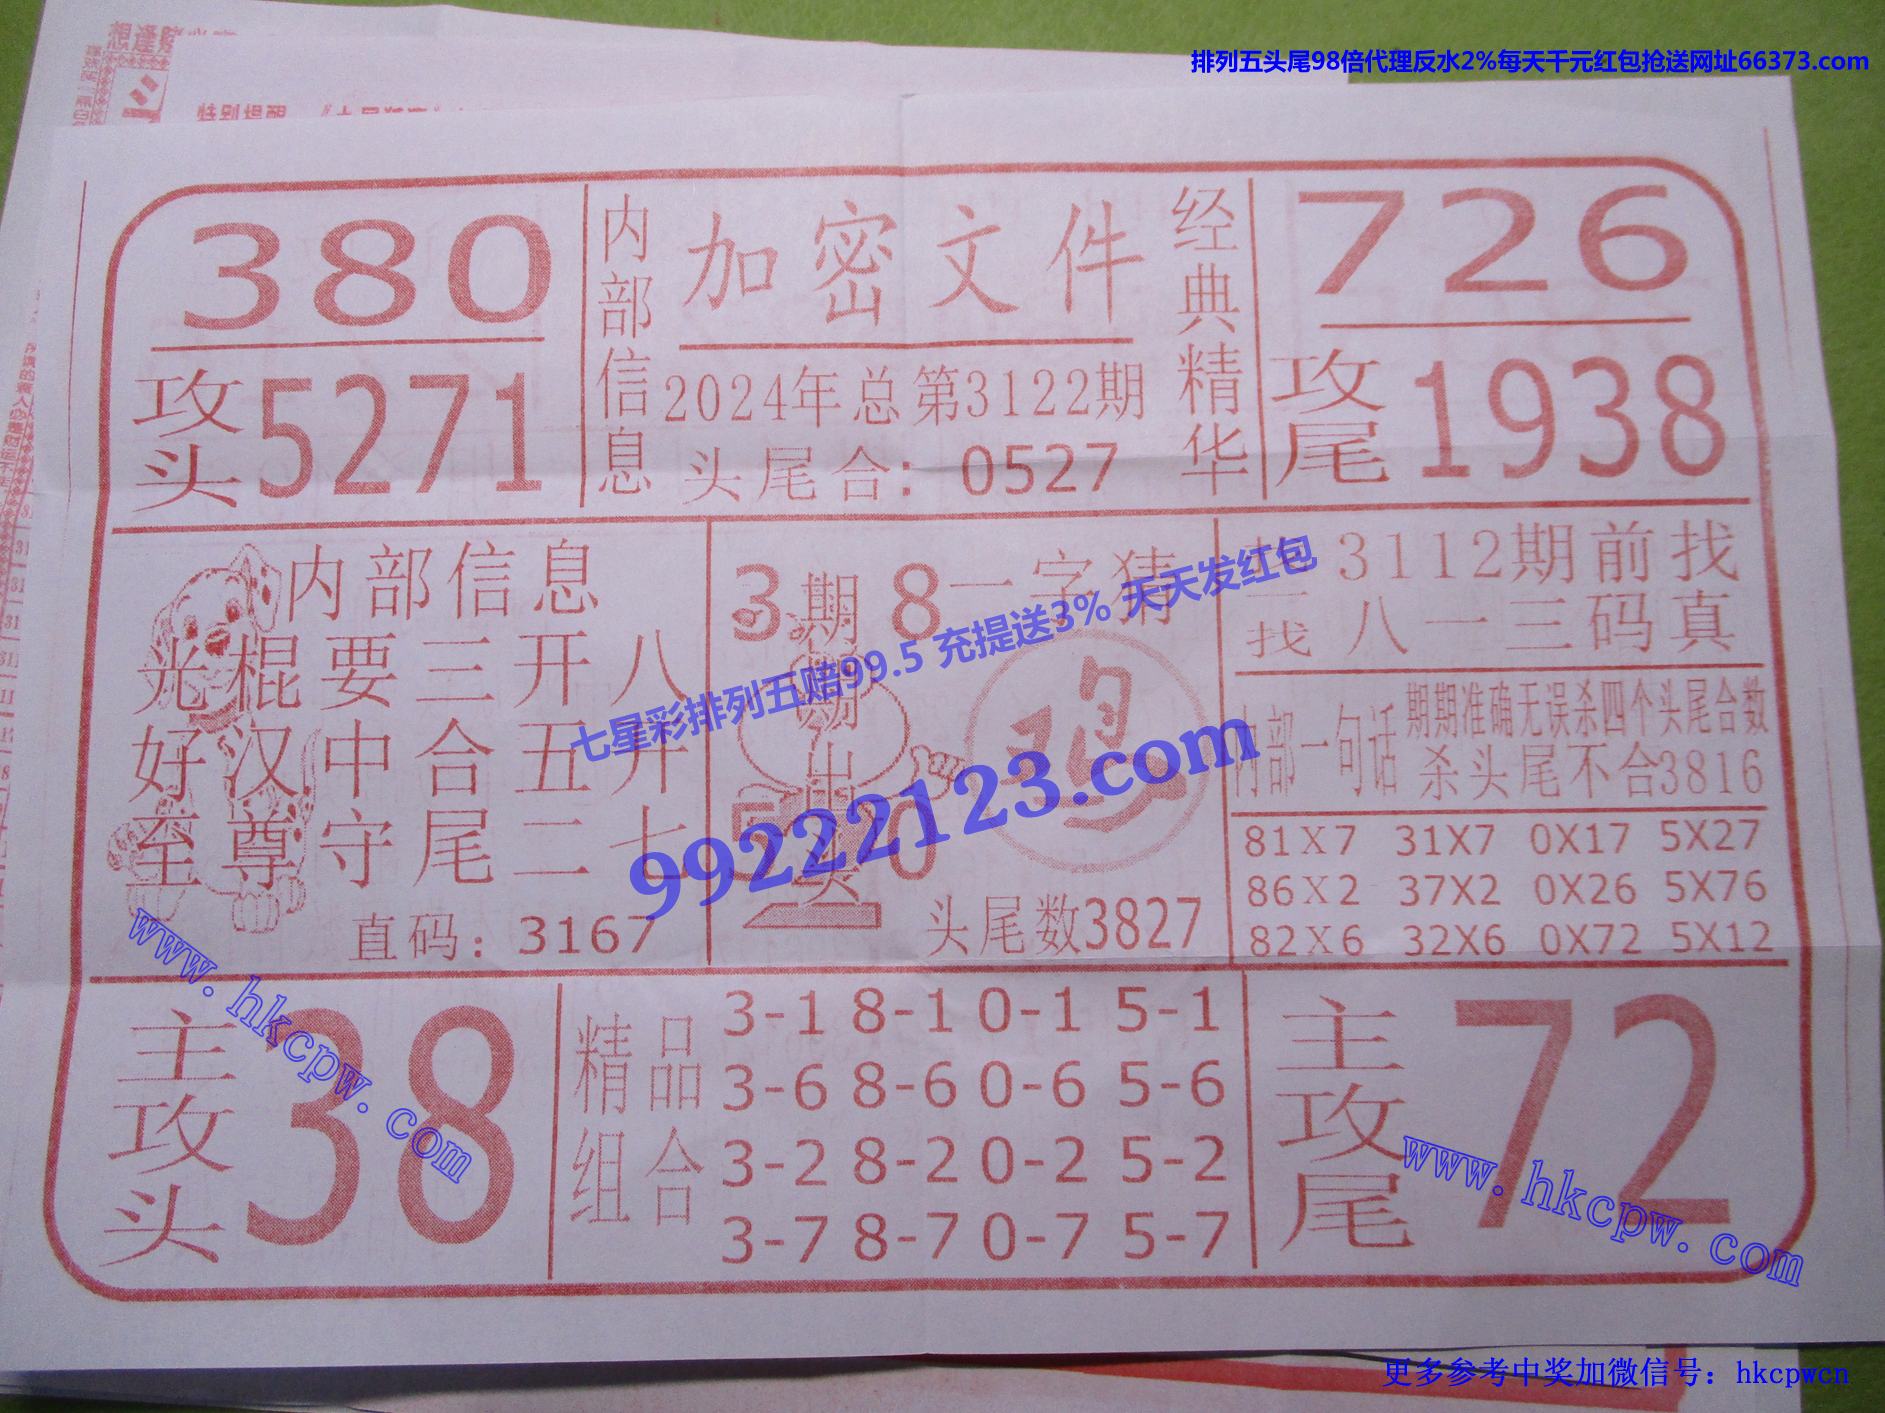 排列五头尾98倍代理反水2%每天千元红包抢送网址66373.com
想逢
特别提醒
380
攻头5271
内部信息
加密文件
2024年总第3122期
头尾合：0527
经典精华
726
攻尾1938
内部信息
光棍要三开八
好汉中合五开
至尊守尾二七
直码：3167
3期8一字猜
鸡
头尾数3827
3112期前找
找八一三码真
内部一句话
期期准确无误杀四个头尾合数
杀头尾不合3816
81X7 31X7 0X17 5X27
86X2 37X2 0X26 5X76
82X6 32X6 0X72 5X12
七星彩排列五赔99.5 充提送3% 天天发红包
99222123.com
主攻头38
精品组合
3-1 8-1 0-1 5-1
3-6 8-6 0-6 5-6
3-2 8-2 0-2 5-2
3-7 8-7 0-7 5-7
主攻尾72
www.hkcpw.com
www.hkcpw.com
更多参考中奖加微信号：hkcpwcn